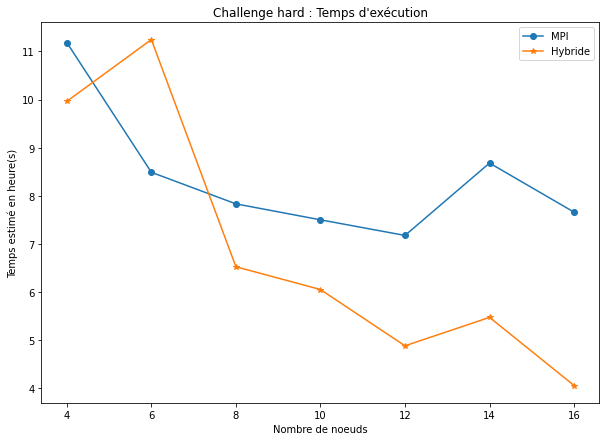 Challenge hard : Temps d'exécution
MPI
Hybride
Temps estimé en heure(s)
11
10
9
8
7
6
5
4
4 6 8 10 12 14 16
Nombre de noeuds